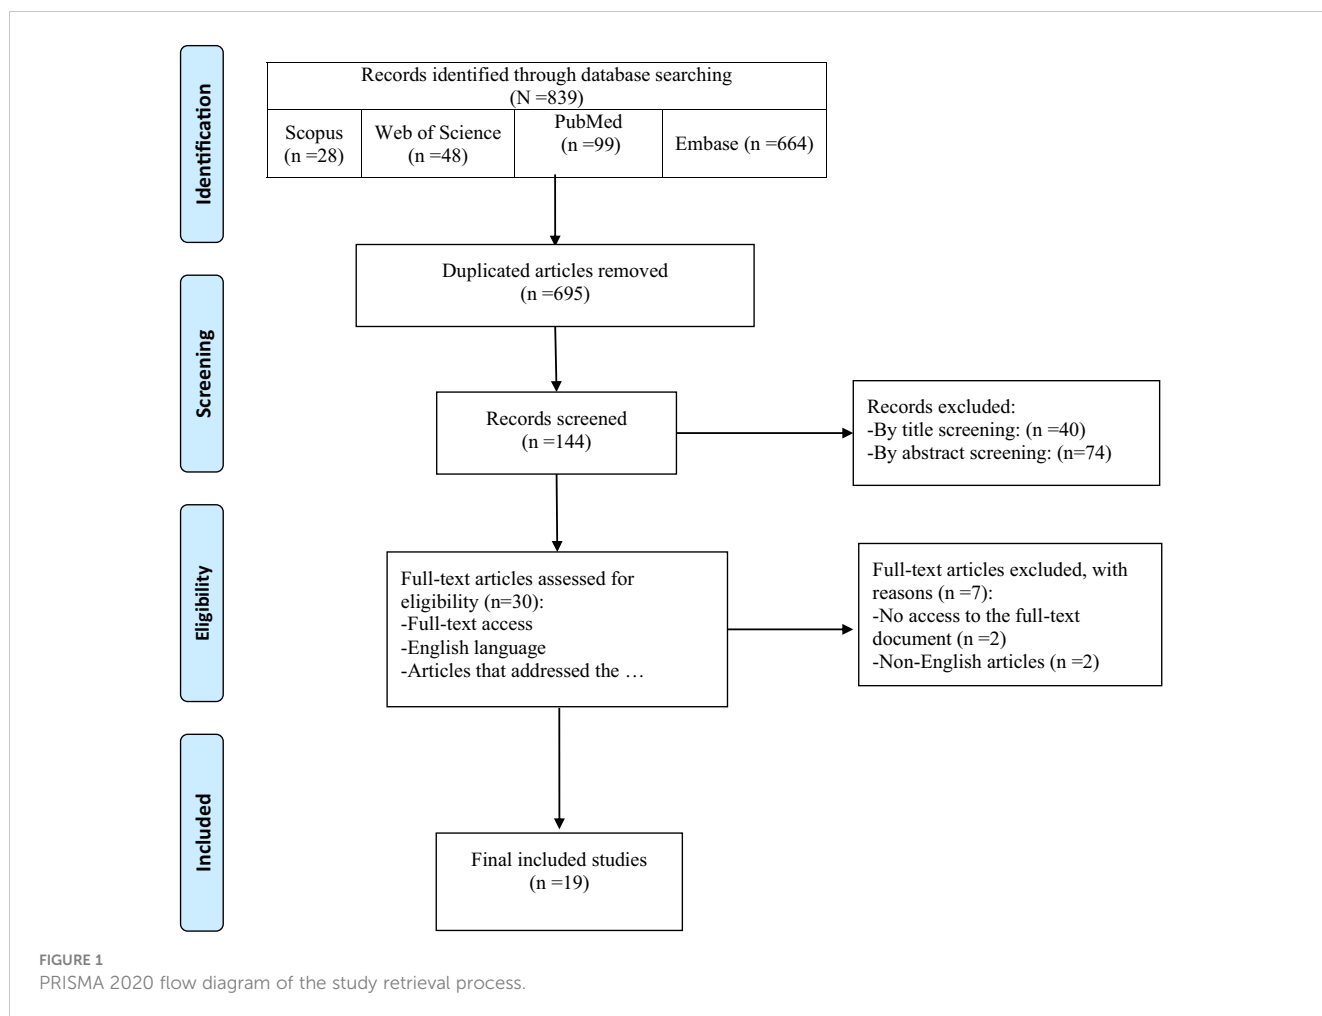 Identification
Records identified through database searching
(N =839)
Scopus
(n =28)
Web of Science
(n =48)
PubMed
(n =99)
Embase (n =664)
Duplicated articles removed
(n =695)
Screening
Records screened
(n =144)
Records excluded:
-By title screening: (n =40)
-By abstract screening: (n=74)
Eligibility
Full-text articles assessed for
eligibility (n=30):
-Full-text access
-English language
-Articles that addressed the …
Full-text articles excluded, with
reasons (n =7):
-No access to the full-text
document (n =2)
-Non-English articles (n =2)
Included
Final included studies
(n =19)
FIGURE 1
PRISMA 2020 flow diagram of the study retrieval process.